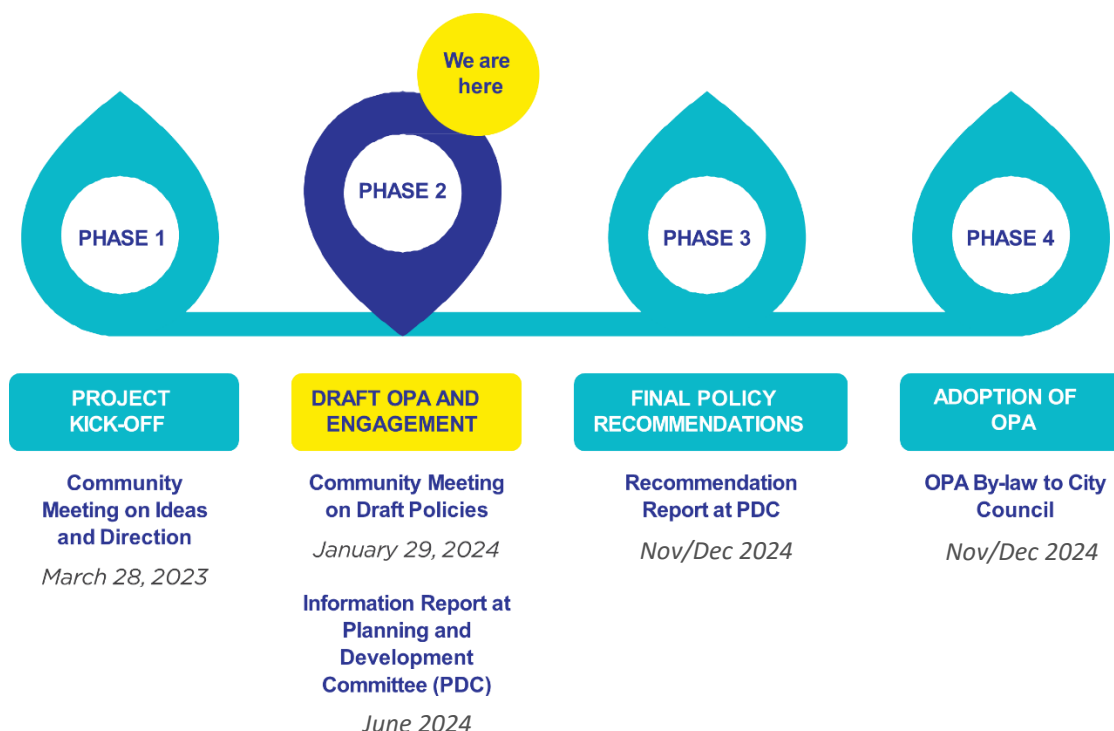 We are
here
PHASE 1
PHASE 2
PHASE 3
PHASE 4
PROJECT
KICK-OFF
Community
Meeting on Ideas
and Direction
March 28, 2023
DRAFT OPA AND
ENGAGEMENT
Community Meeting
on Draft Policies
January 29, 2024
Information Report at
Planning and
Development
Committee (PDC)
June 2024
FINAL POLICY
RECOMMENDATIONS
Recommendation
Report at PDC
Nov/Dec 2024
ADOPTION OF
OPA
OPA By-law to City
Council
Nov/Dec 2024